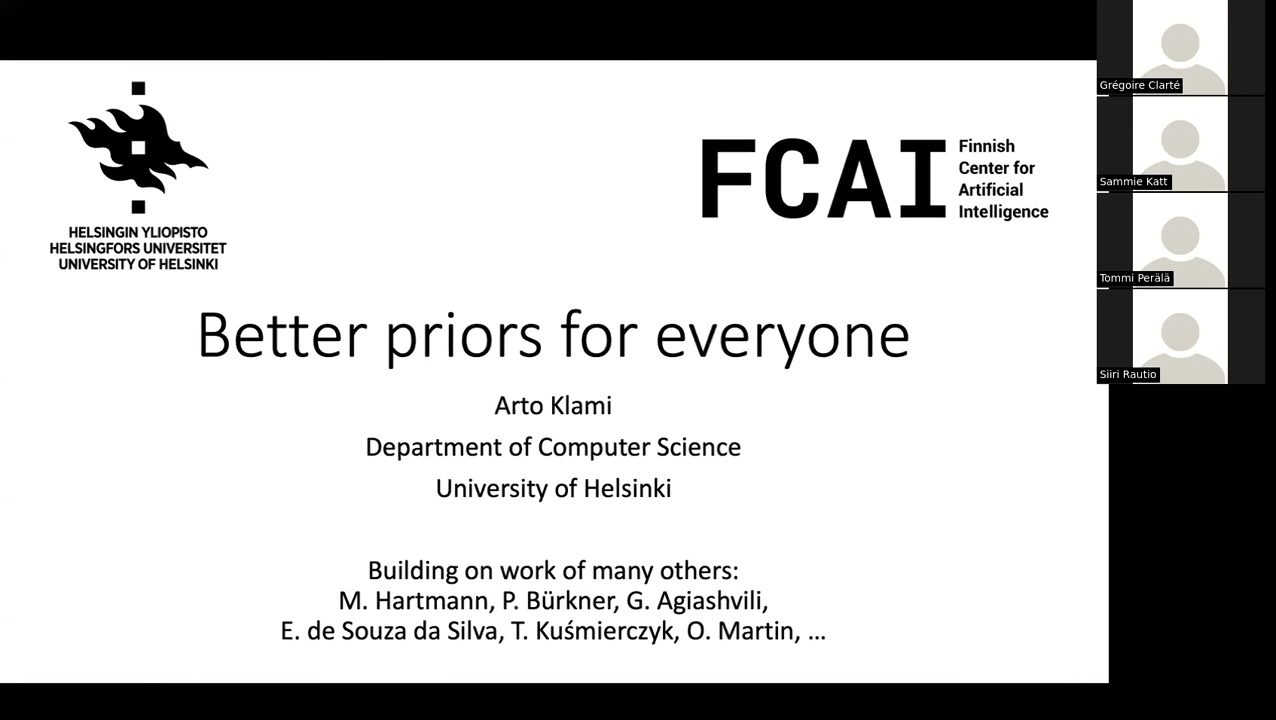 HELSINGIN YLIOPISTO
HELSINGFORS UNIVERSITET
UNIVERSITY OF HELSINKI
FCAI
Finnish
Center for
Artificial
Intelligence
Better priors for everyone
Arto Klami
Department of Computer Science
University of Helsinki
Building on work of many others:
M. Hartmann, P. Bürkner, G. Agiashvili,
E. de Souza da Silva, T. Kuśmierczyk, O. Martin, ...
Grégoire Clarté
Sammie Katt
Tommi Perälä
Siiri Rautio